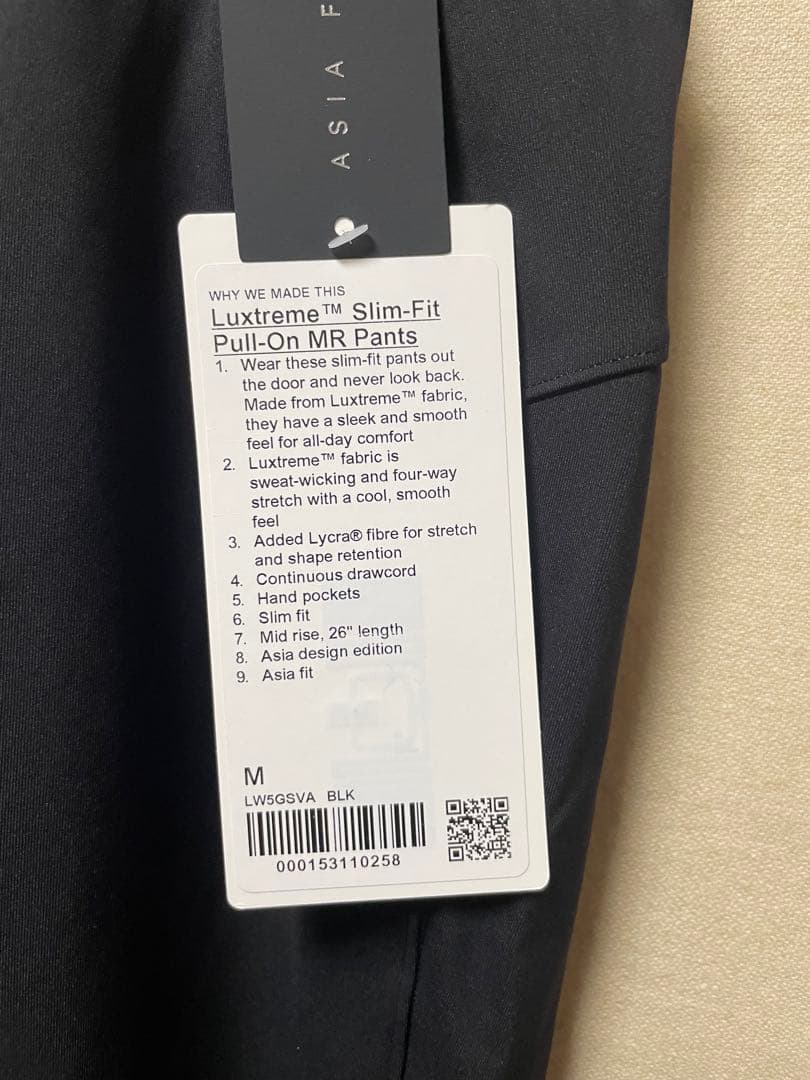 ASIA F
WHY WE MADE THIS
Luxtreme™ Slim-Fit
Pull-On MR Pants
1. Wear these slim-fit pants out
the door and never look back.
Made from Luxtreme™ fabric,
they have a sleek and smooth
feel for all-day comfort
2. Luxtreme™ fabric is
sweat-wicking and four-way
stretch with a cool, smooth
feel
3. Added Lycra® fibre for stretch
and shape retention
4. Continuous drawcord
5. Hand pockets
6. Slim fit
7. Mid rise, 26" length
8. Asia design edition
9. Asia fit
M
LW5GSVA BLK
000153110258